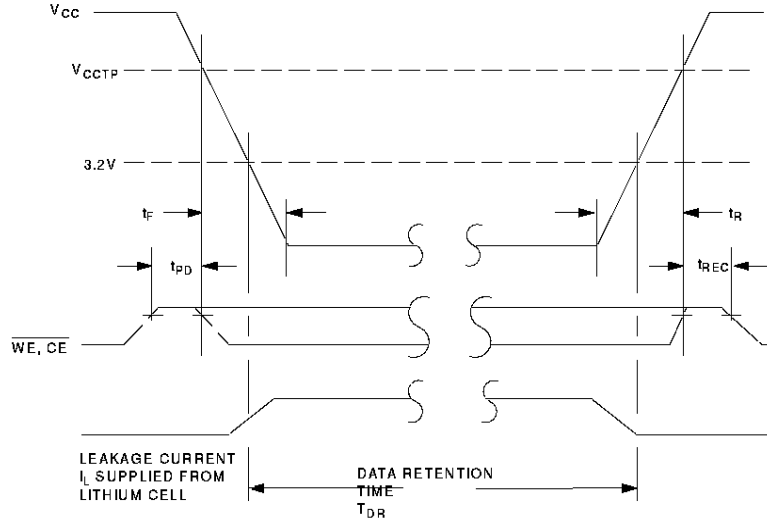 VCC
VCCTP
3.2V
tF
tR
tPD
tREC
WE, CE
LEAKAGE CURRENT
IL SUPPLIED FROM
LITHIUM CELL
DATA RETENTION
TIME
TDR